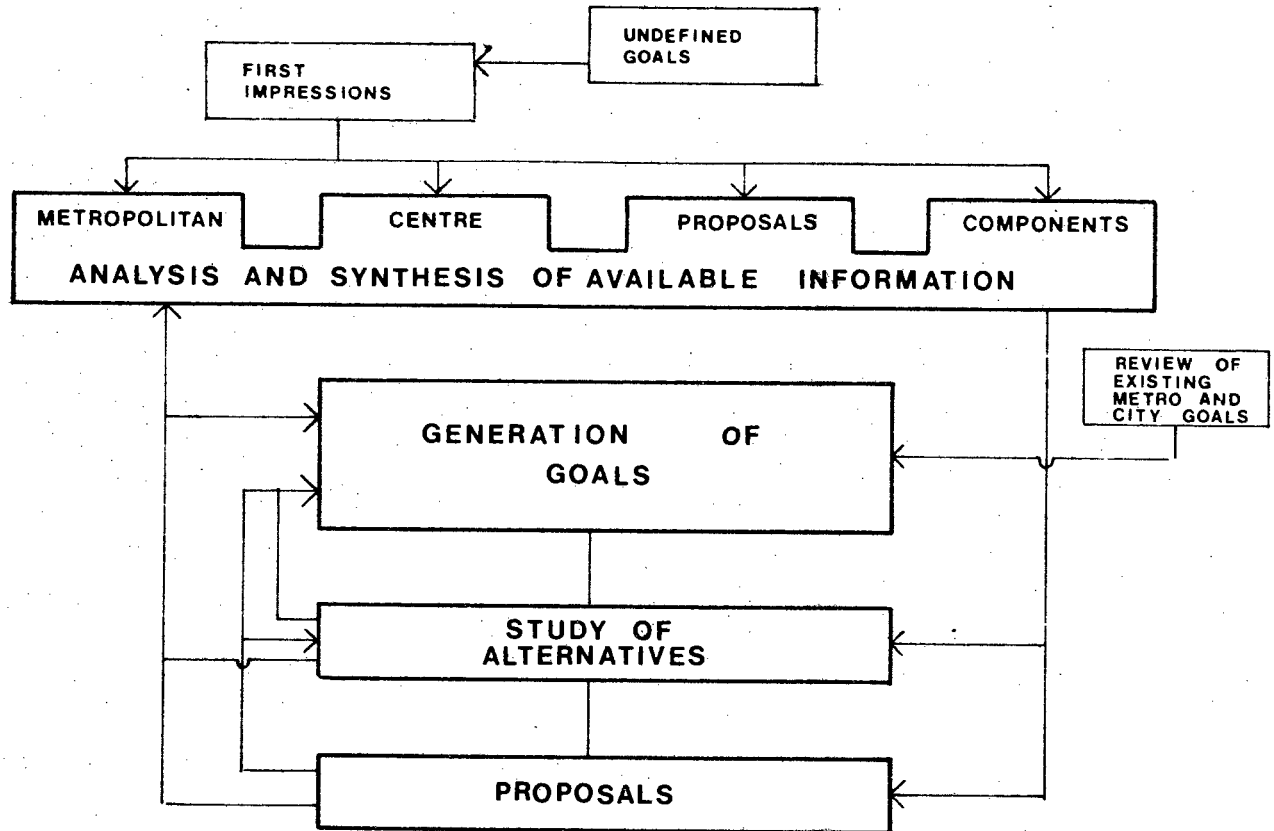 UNDEFINED
GOALS
FIRST
IMPRESSIONS
METROPOLITAN
CENTRE
PROPOSALS
COMPONENTS
ANALYSIS AND SYNTHESIS OF AVAILABLE INFORMATION
REVIEW OF
EXISTING
METRO AND
CITY GOALS
GENERATION OF
GOALS
STUDY OF
ALTERNATIVES
PROPOSALS